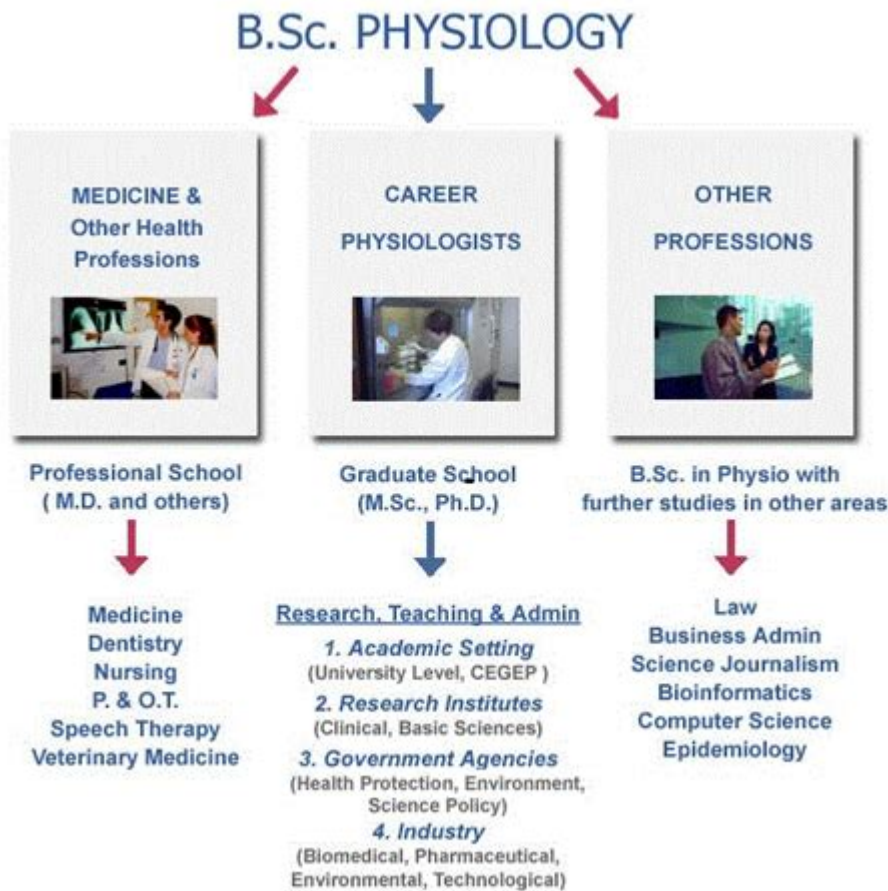 B.Sc. PHYSIOLOGY
MEDICINE &
Other Health
Professions
Professional School
( M.D. and others)
Medicine
Dentistry
Nursing
P. & O.T.
Speech Therapy
Veterinary Medicine
CAREER
PHYSIOLOGISTS
Graduate School
(M.Sc., Ph.D.)
Research, Teaching & Admin
1. Academic Setting
(University Level, CEGEP )
2. Research Institutes
(Clinical, Basic Sciences)
3. Government Agencies
(Health Protection, Environment,
Science Policy)
4. Industry
(Biomedical, Pharmaceutical,
Environmental, Technological)
OTHER
PROFESSIONS
B.Sc. in Physio with
further studies in other areas
Law
Business Admin
Science Journalism
Bioinformatics
Computer Science
Epidemiology